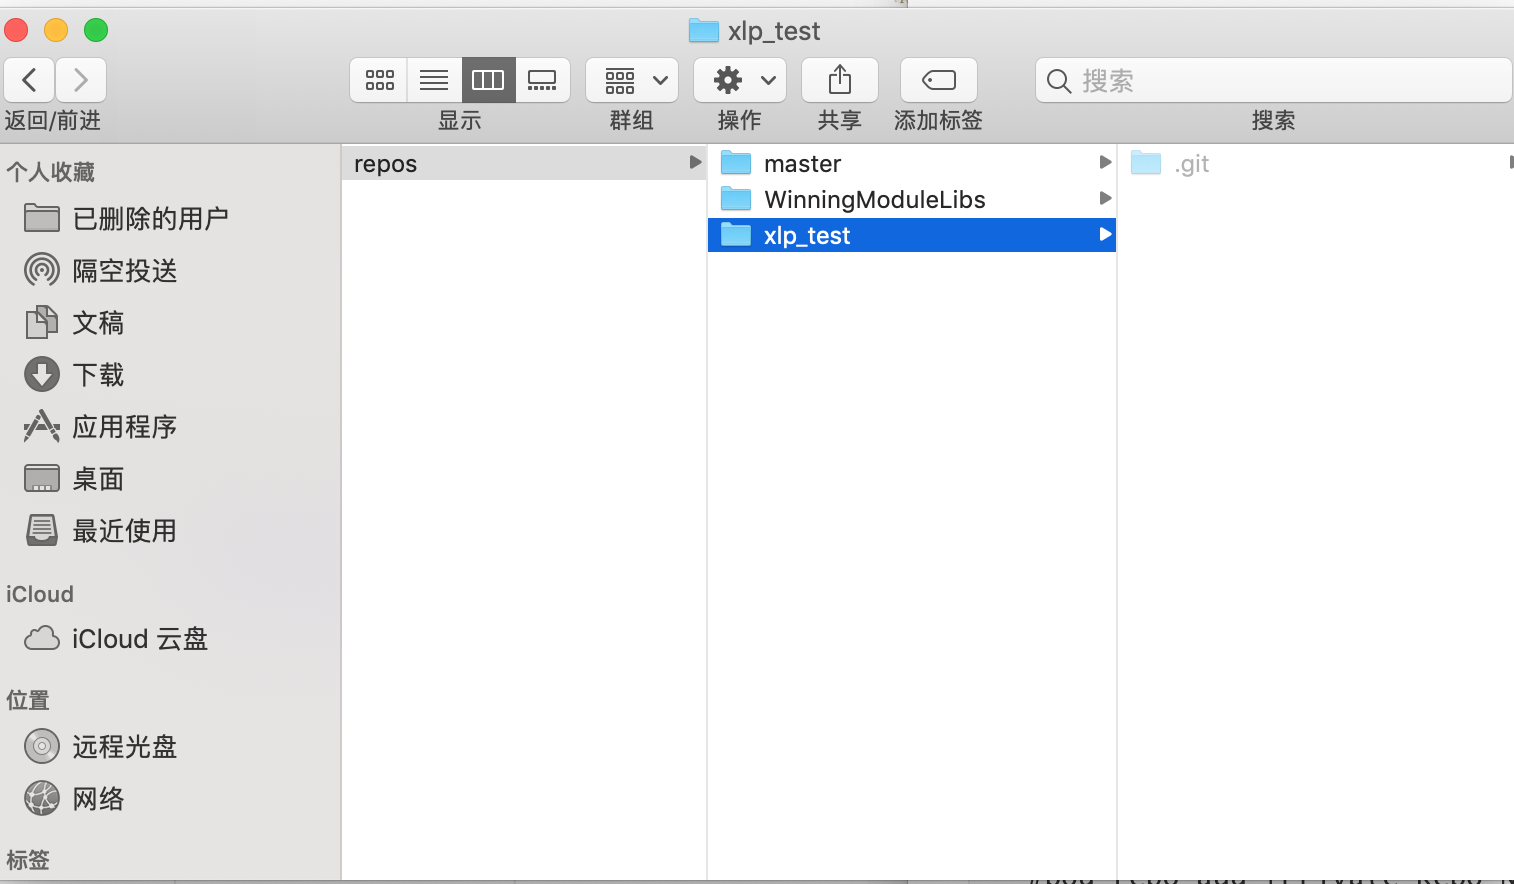 xlp_test
返回/前进
显示
群组
操作
共享
添加标签
搜索
搜索
个人收藏
已删除的用户
隔空投送
文稿
下载
应用程序
桌面
最近使用
iCloud
iCloud 云盘
位置
远程光盘
网络
标签
repos
master
WinningModuleLibs
xlp_test
.git